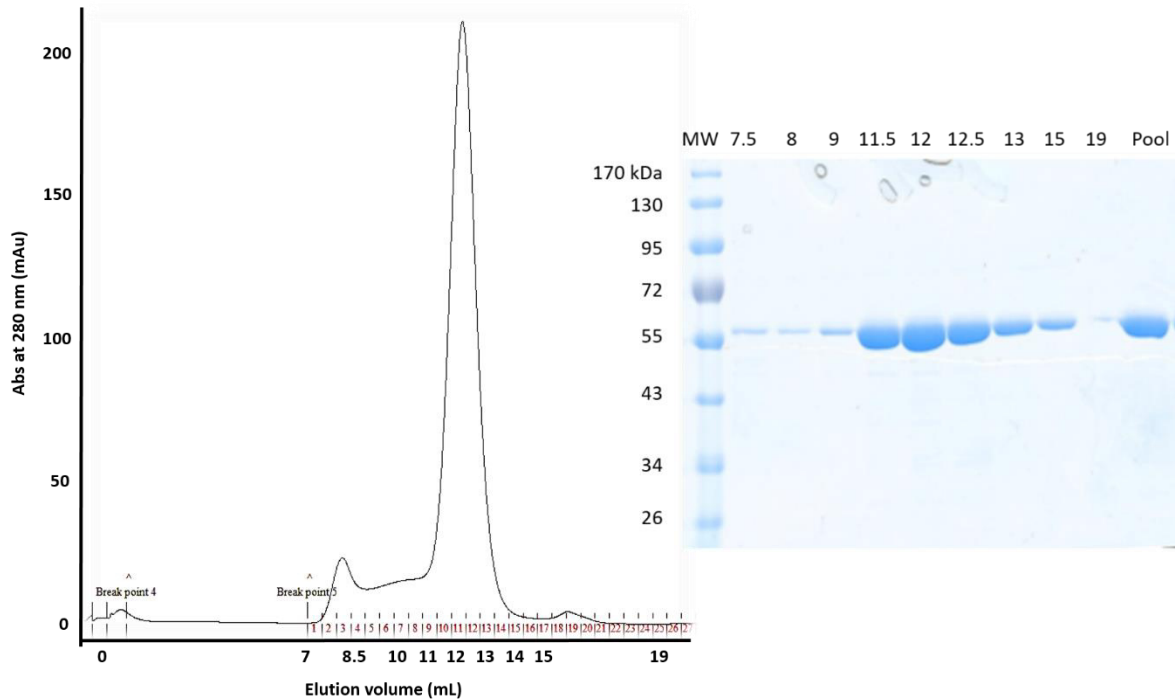 Abs at 280 nm (mAu)
200
150
100
50
0
^
^
Break point 4
Break point 5
1 2 3 4 5 6 7 8 9 10 11 12 13 14 15 16 17 18 19 20 21 22 23 24 25 26 27
0 7 8.5 10 11 12 13 14 15 19
Elution volume (mL)
MW 7.5 8 9 11.5 12 12.5 13 15 19 Pool
170 kDa
130
95
72
55
43
34
26